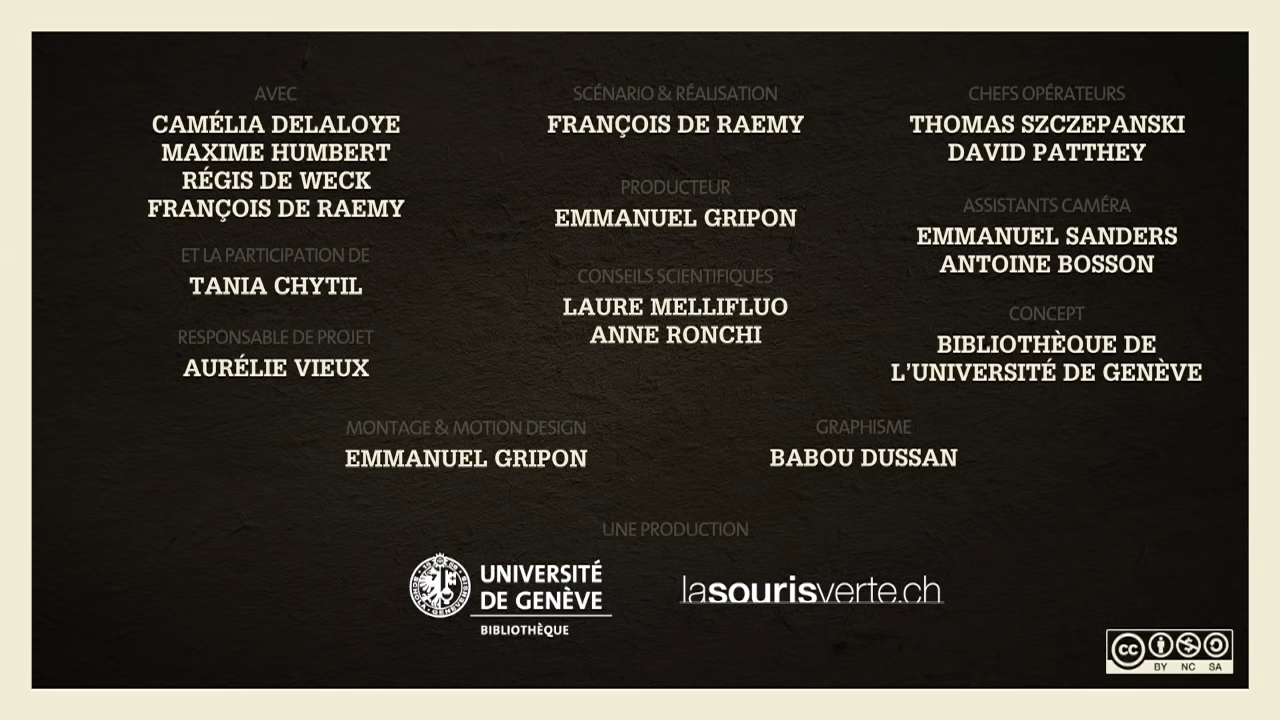 AVEC
CAMÉLIA DELALOYE
MAXIME HUMBERT
RÉGIS DE WECK
FRANÇOIS DE RAEMY
ET LA PARTICIPATION DE
TANIA CHYTIL
RESPONSABLE DE PROJET
AURÉLIE VIEUX
SCÉNARIO & RÉALISATION
FRANÇOIS DE RAEMY
PRODUCTEUR
EMMANUEL GRIPON
CONSEILS SCIENTIFIQUES
LAURE MELLIFLUO
ANNE RONCHI
CHEFS OPÉRATEURS
THOMAS SZCZEPANSKI
DAVID PATTHEY
ASSISTANTS CAMÉRA
EMMANUEL SANDERS
ANTOINE BOSSON
CONCEPT
BIBLIOTHÈQUE DE
L'UNIVERSITÉ DE GENÈVE
MONTAGE & MOTION DESIGN
EMMANUEL GRIPON
GRAPHISME
BABOU DUSSAN
UNE PRODUCTION
UNIVERSITÉ
DE GENÈVE
BIBLIOTHÈQUE
lasourisverte.ch
cc
BY NC SA